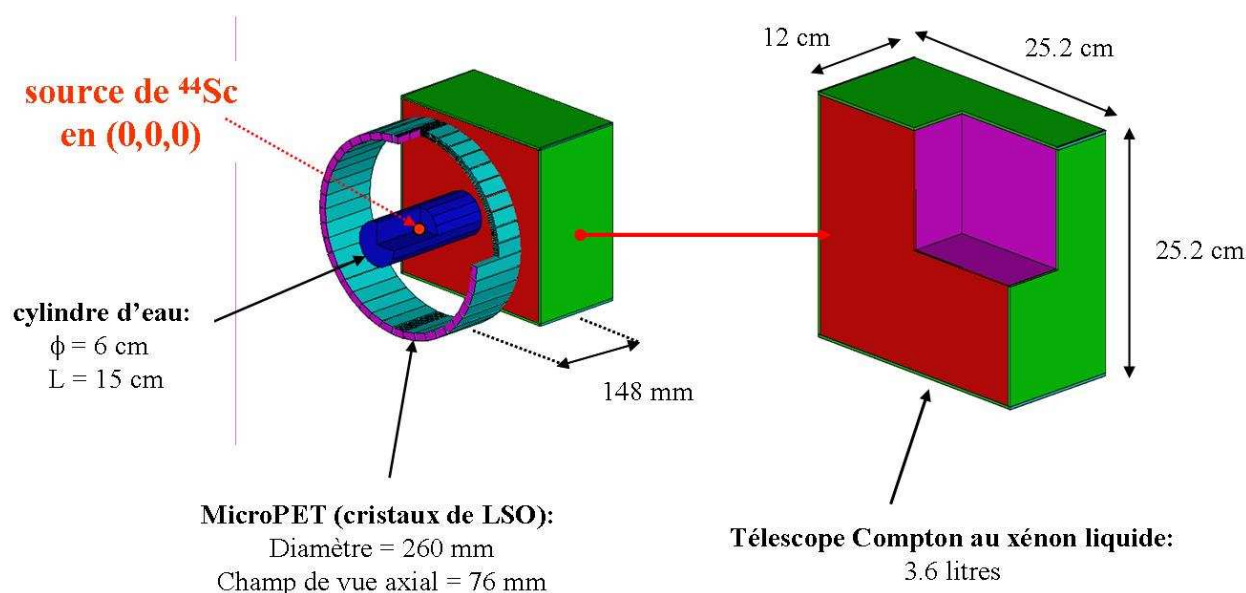 source de ⁴⁴Sc
en (0,0,0)
cylindre d'eau:
ϕ = 6 cm
L = 15 cm
148 mm
MicroPET (cristaux de LSO):
Diamètre = 260 mm
Champ de vue axial = 76 mm
12 cm
25.2 cm
25.2 cm
Télescope Compton au xénon liquide:
3.6 litres